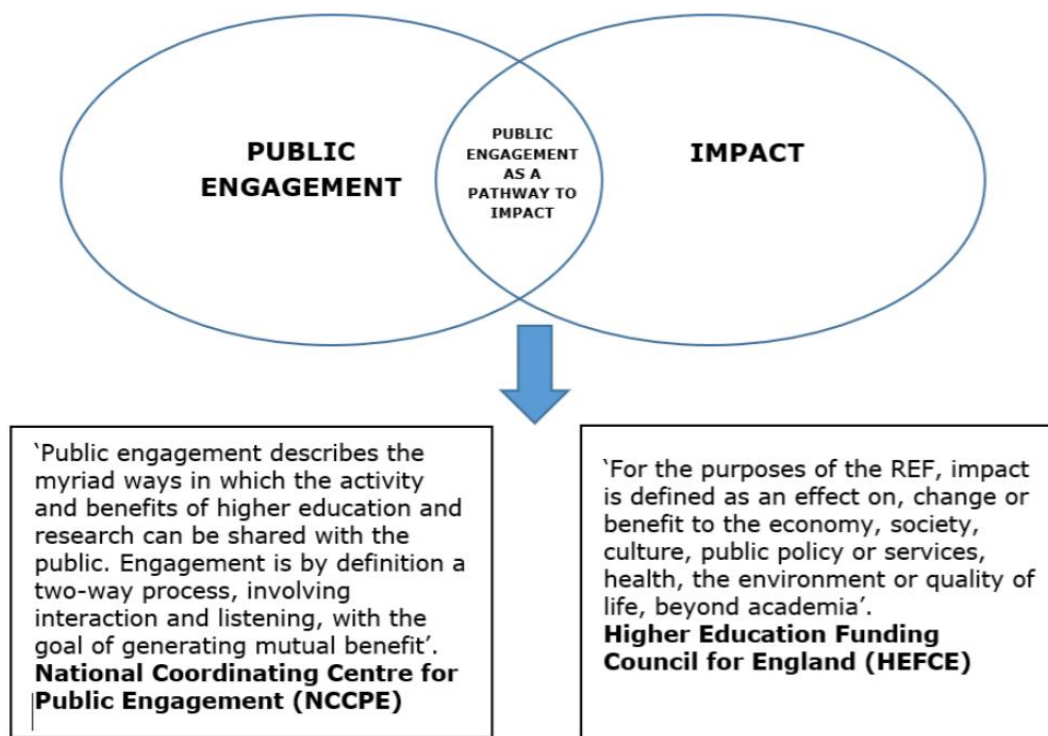 PUBLIC
ENGAGEMENT
PUBLIC
ENGAGEMENT
AS A
PATHWAY TO
IMPACT
IMPACT
‘Public engagement describes the
myriad ways in which the activity
and benefits of higher education and
research can be shared with the
public. Engagement is by definition a
two-way process, involving
interaction and listening, with the
goal of generating mutual benefit’.
National Coordinating Centre for
Public Engagement (NCCPE)
‘For the purposes of the REF, impact
is defined as an effect on, change or
benefit to the economy, society,
culture, public policy or services,
health, the environment or quality of
life, beyond academia’.
Higher Education Funding
Council for England (HEFCE)